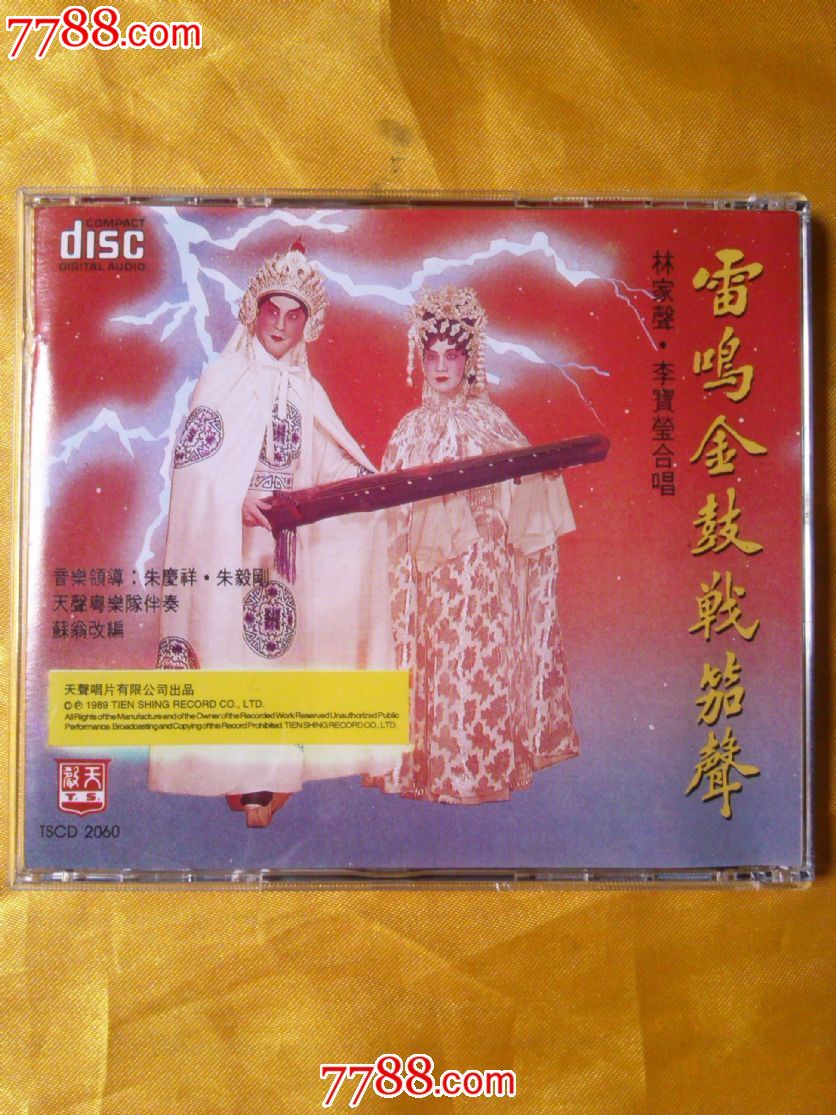 7788.com
7788.com
COMPACT
disc
DIGITAL AUDIO
雷鳴金鼓戰笳聲
林家聲・李寶瑩合唱
音樂領導：朱慶祥・朱毅剛
天聲粵樂隊伴奏
蘇翁改編
天聲唱片有限公司出品
©℗ 1989 TIEN SHING RECORD CO., LTD.
All Rights of the Manufacture and of the Owner of the Recorded Work Reserved Unauthorized Public
Performance. Broadcasting and Copying of this Record Prohibited. TIEN SHING RECORD CO., LTD.
天聲
T.S.
TSCD 2060
7788.com
7788.com